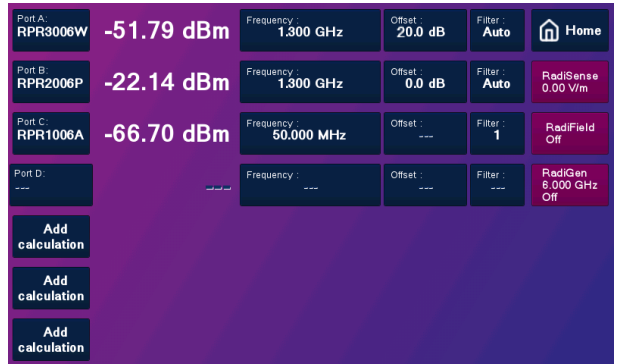 Port A:
RPR3006W
-51.79 dBm
Frequency :
1.300 GHz
Offset :
20.0 dB
Filter :
Auto
Home
Port B:
RPR2006P
-22.14 dBm
Frequency :
1.300 GHz
Offset :
0.0 dB
Filter :
Auto
RadiSense
0.00 V/m
Port C:
RPR1006A
-66.70 dBm
Frequency :
50.000 MHz
Offset :
---
Filter :
1
RadiField
Off
Port D:
---
---
Frequency :
---
Offset :
---
Filter :
---
RadiGen
6.000 GHz
Off
Add
calculation
Add
calculation
Add
calculation